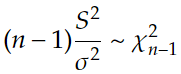 (n − 1) S²/σ² ~ χ²ₙ₋₁